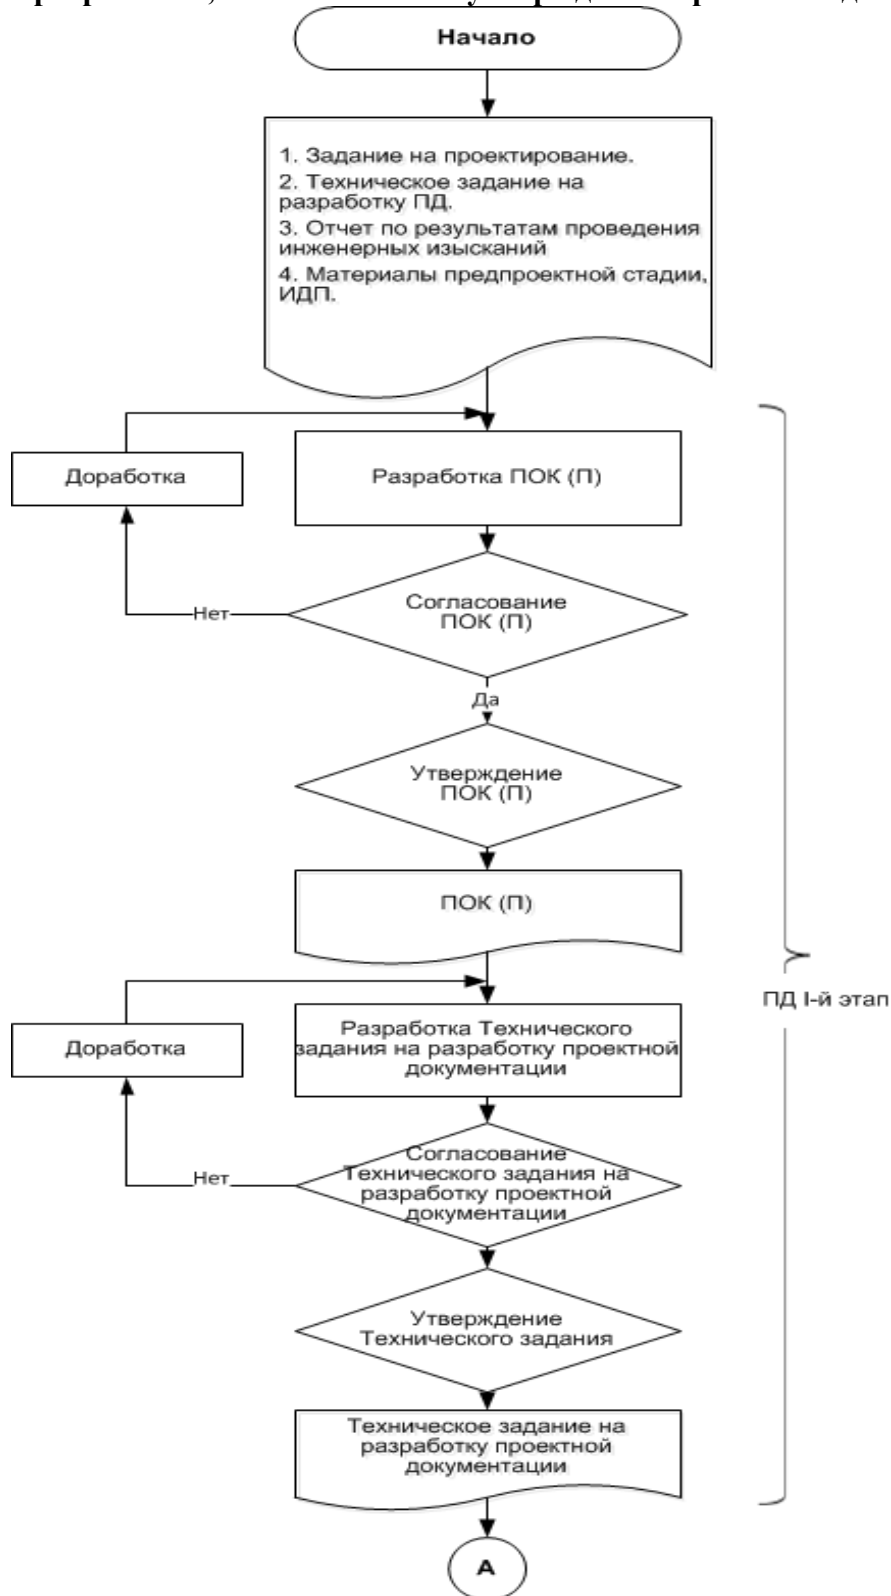 Начало
1. Задание на проектирование.
2. Техническое задание на
разработку ПД.
3. Отчет по результатам проведения
инженерных изысканий
4. Материалы предпроектной стадии,
ИДП.
Доработка
Разработка ПОК (П)
Нет
Согласование
ПОК (П)
Да
Утверждение
ПОК (П)
ПОК (П)
ПД I-й этап
Доработка
Разработка Технического
задания на разработку проектной
документации
Нет
Согласование
Технического задания на
разработку проектной
документации
Утверждение
Технического задания
Техническое задание на
разработку проектной
документации
А